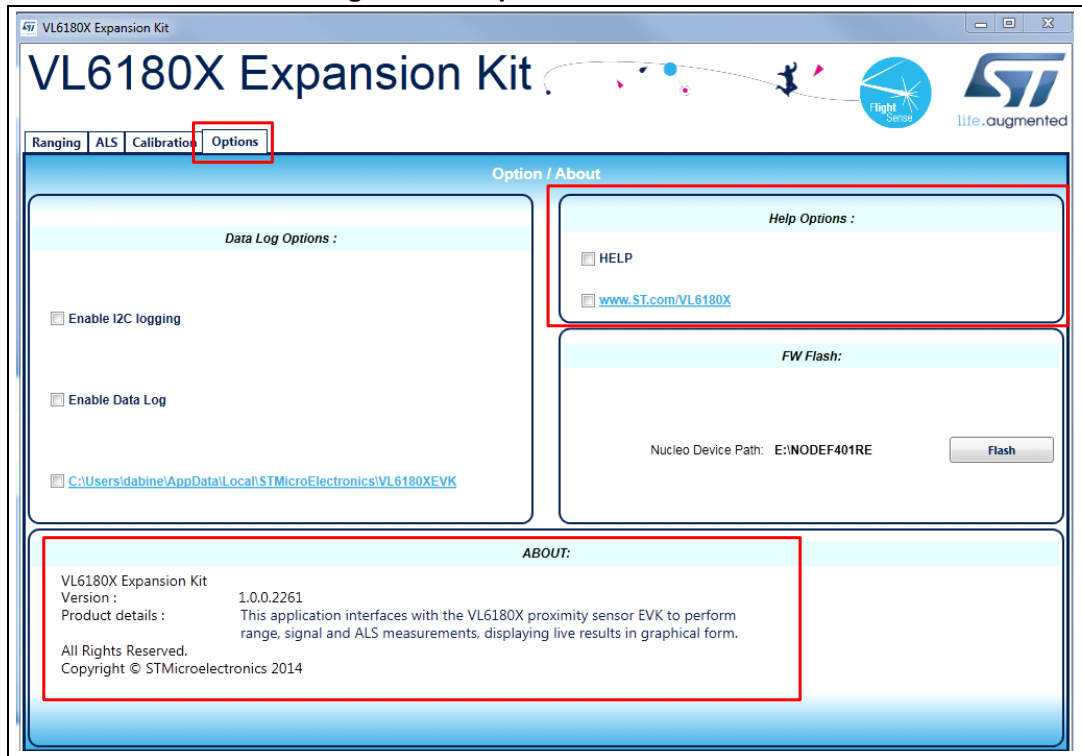 VL6180X Expansion Kit
VL6180X Expansion Kit
Flight
Sense
life.augmented
Ranging ALS Calibration Options
Option / About
Data Log Options :
Enable I2C logging
Enable Data Log
C:\Users\dabine\AppData\Local\STMicroElectronics\VL6180XEVK
Help Options :
HELP
www.ST.com/VL6180X
FW Flash:
Nucleo Device Path: E:\NODEF401RE Flash
ABOUT:
VL6180X Expansion Kit
Version : 1.0.0.2261
Product details : This application interfaces with the VL6180X proximity sensor EVK to perform
range, signal and ALS measurements, displaying live results in graphical form.
All Rights Reserved.
Copyright © STMicroelectronics 2014